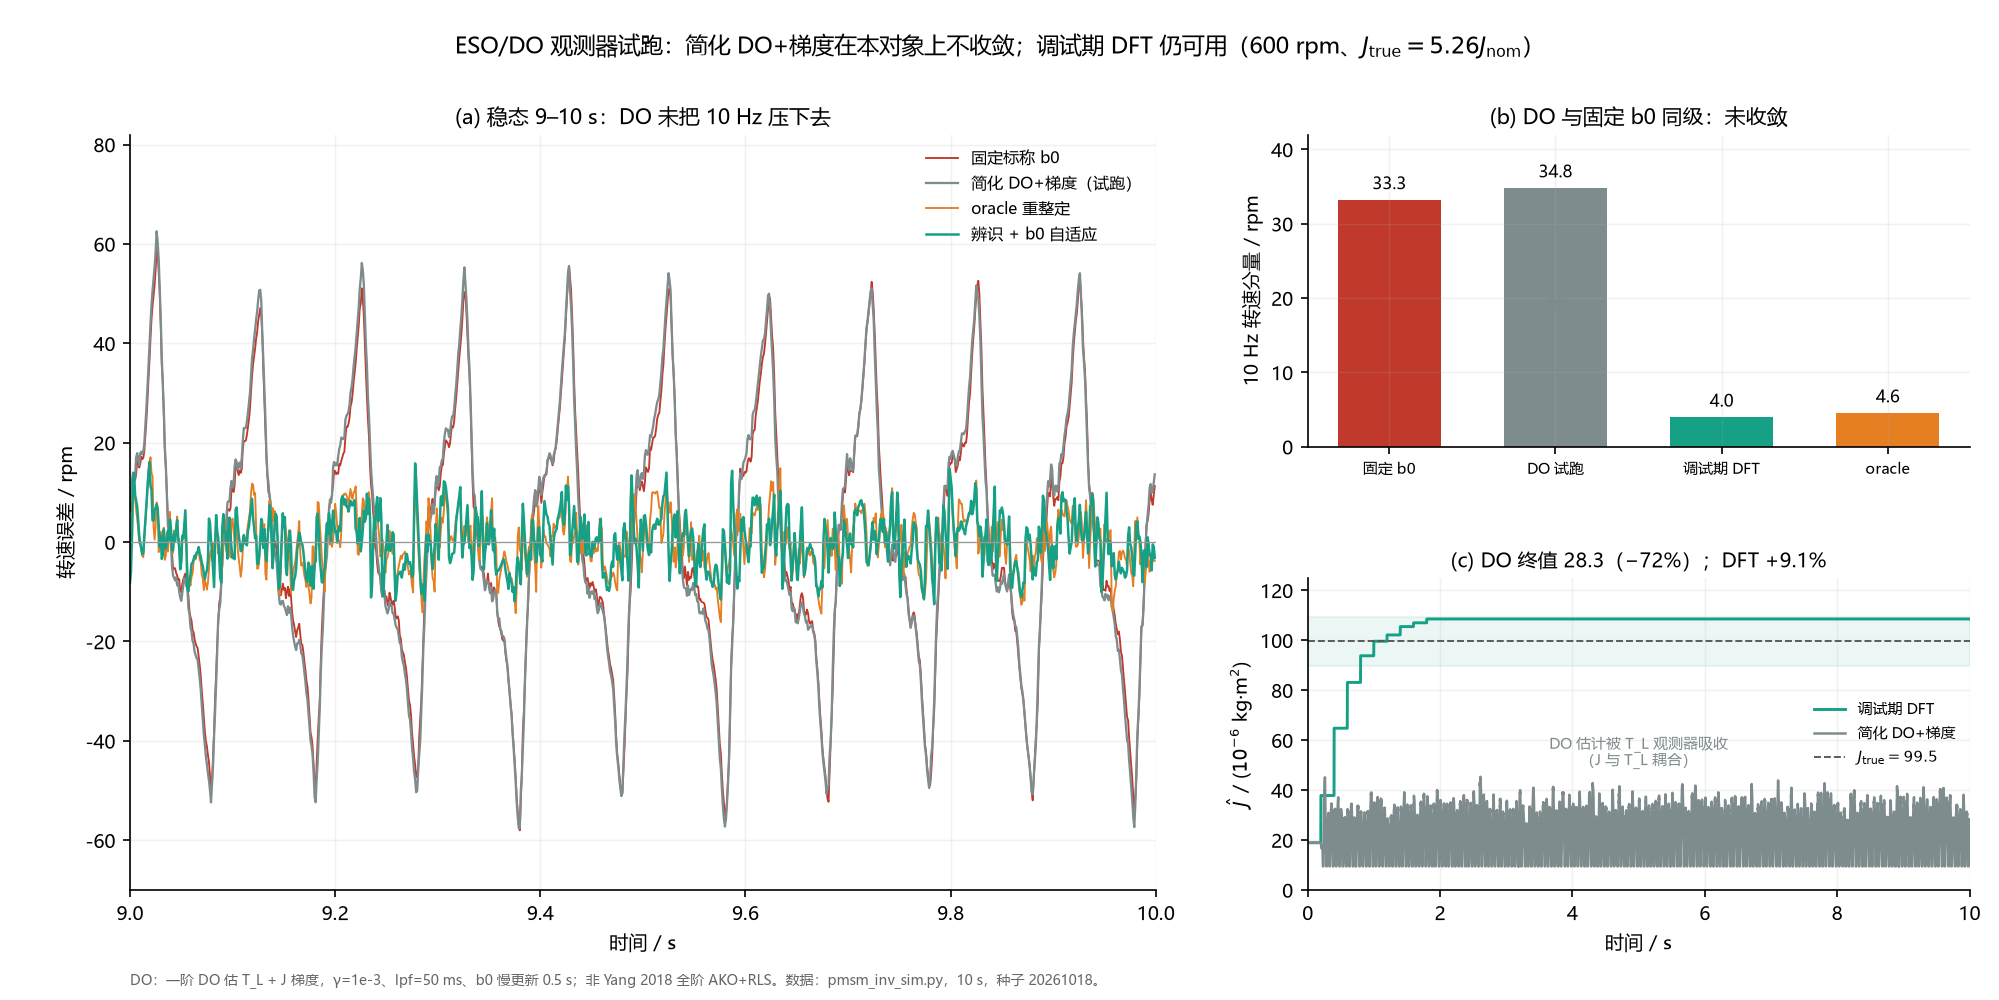 ESO/DO 观测器试跑：简化 DO+梯度在本对象上不收敛；调试期 DFT 仍可用（600 rpm、J_true = 5.26J_nom）
(a) 稳态 9–10 s：DO 未把 10 Hz 压下去
80
60
40
20
0
-20
-40
-60
转速误差 / rpm
固定标称 b0
简化 DO+梯度（试跑）
oracle 重整定
辨识 + b0 自适应
9.0
9.2
9.4
9.6
9.8
10.0
时间 / s
(b) DO 与固定 b0 同级：未收敛
40
30
20
10
0
10 Hz 转速分量 / rpm
33.3
34.8
4.0
4.6
固定 b0
DO 试跑
调试期 DFT
oracle
(c) DO 终值 28.3（−72%）；DFT +9.1%
120
100
80
60
40
20
0
Ĵ / (10⁻⁶ kg·m²)
调试期 DFT
简化 DO+梯度
J_true = 99.5
DO 估计被 T_L 观测器吸收
（J 与 T_L 耦合）
0
2
4
6
8
10
时间 / s
DO：一阶 DO 估 T_L + J 梯度，γ=1e-3、lpf=50 ms、b0 慢更新 0.5 s；非 Yang 2018 全阶 AKO+RLS。数据：pmsm_inv_sim.py，10 s，种子 20261018。